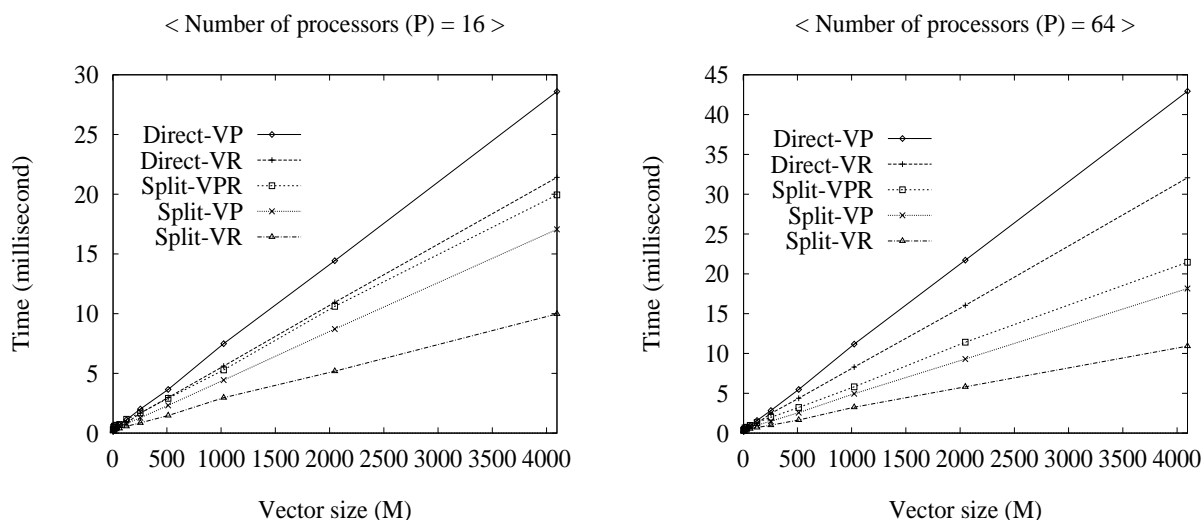 < Number of processors (P) = 16 >
30
25
20
15
10
5
0
Time (millisecond)
Direct-VP
Direct-VR
Split-VPR
Split-VP
Split-VR
0 500 1000 1500 2000 2500 3000 3500 4000
Vector size (M)
< Number of processors (P) = 64 >
45
40
35
30
25
20
15
10
5
0
Time (millisecond)
Direct-VP
Direct-VR
Split-VPR
Split-VP
Split-VR
0 500 1000 1500 2000 2500 3000 3500 4000
Vector size (M)